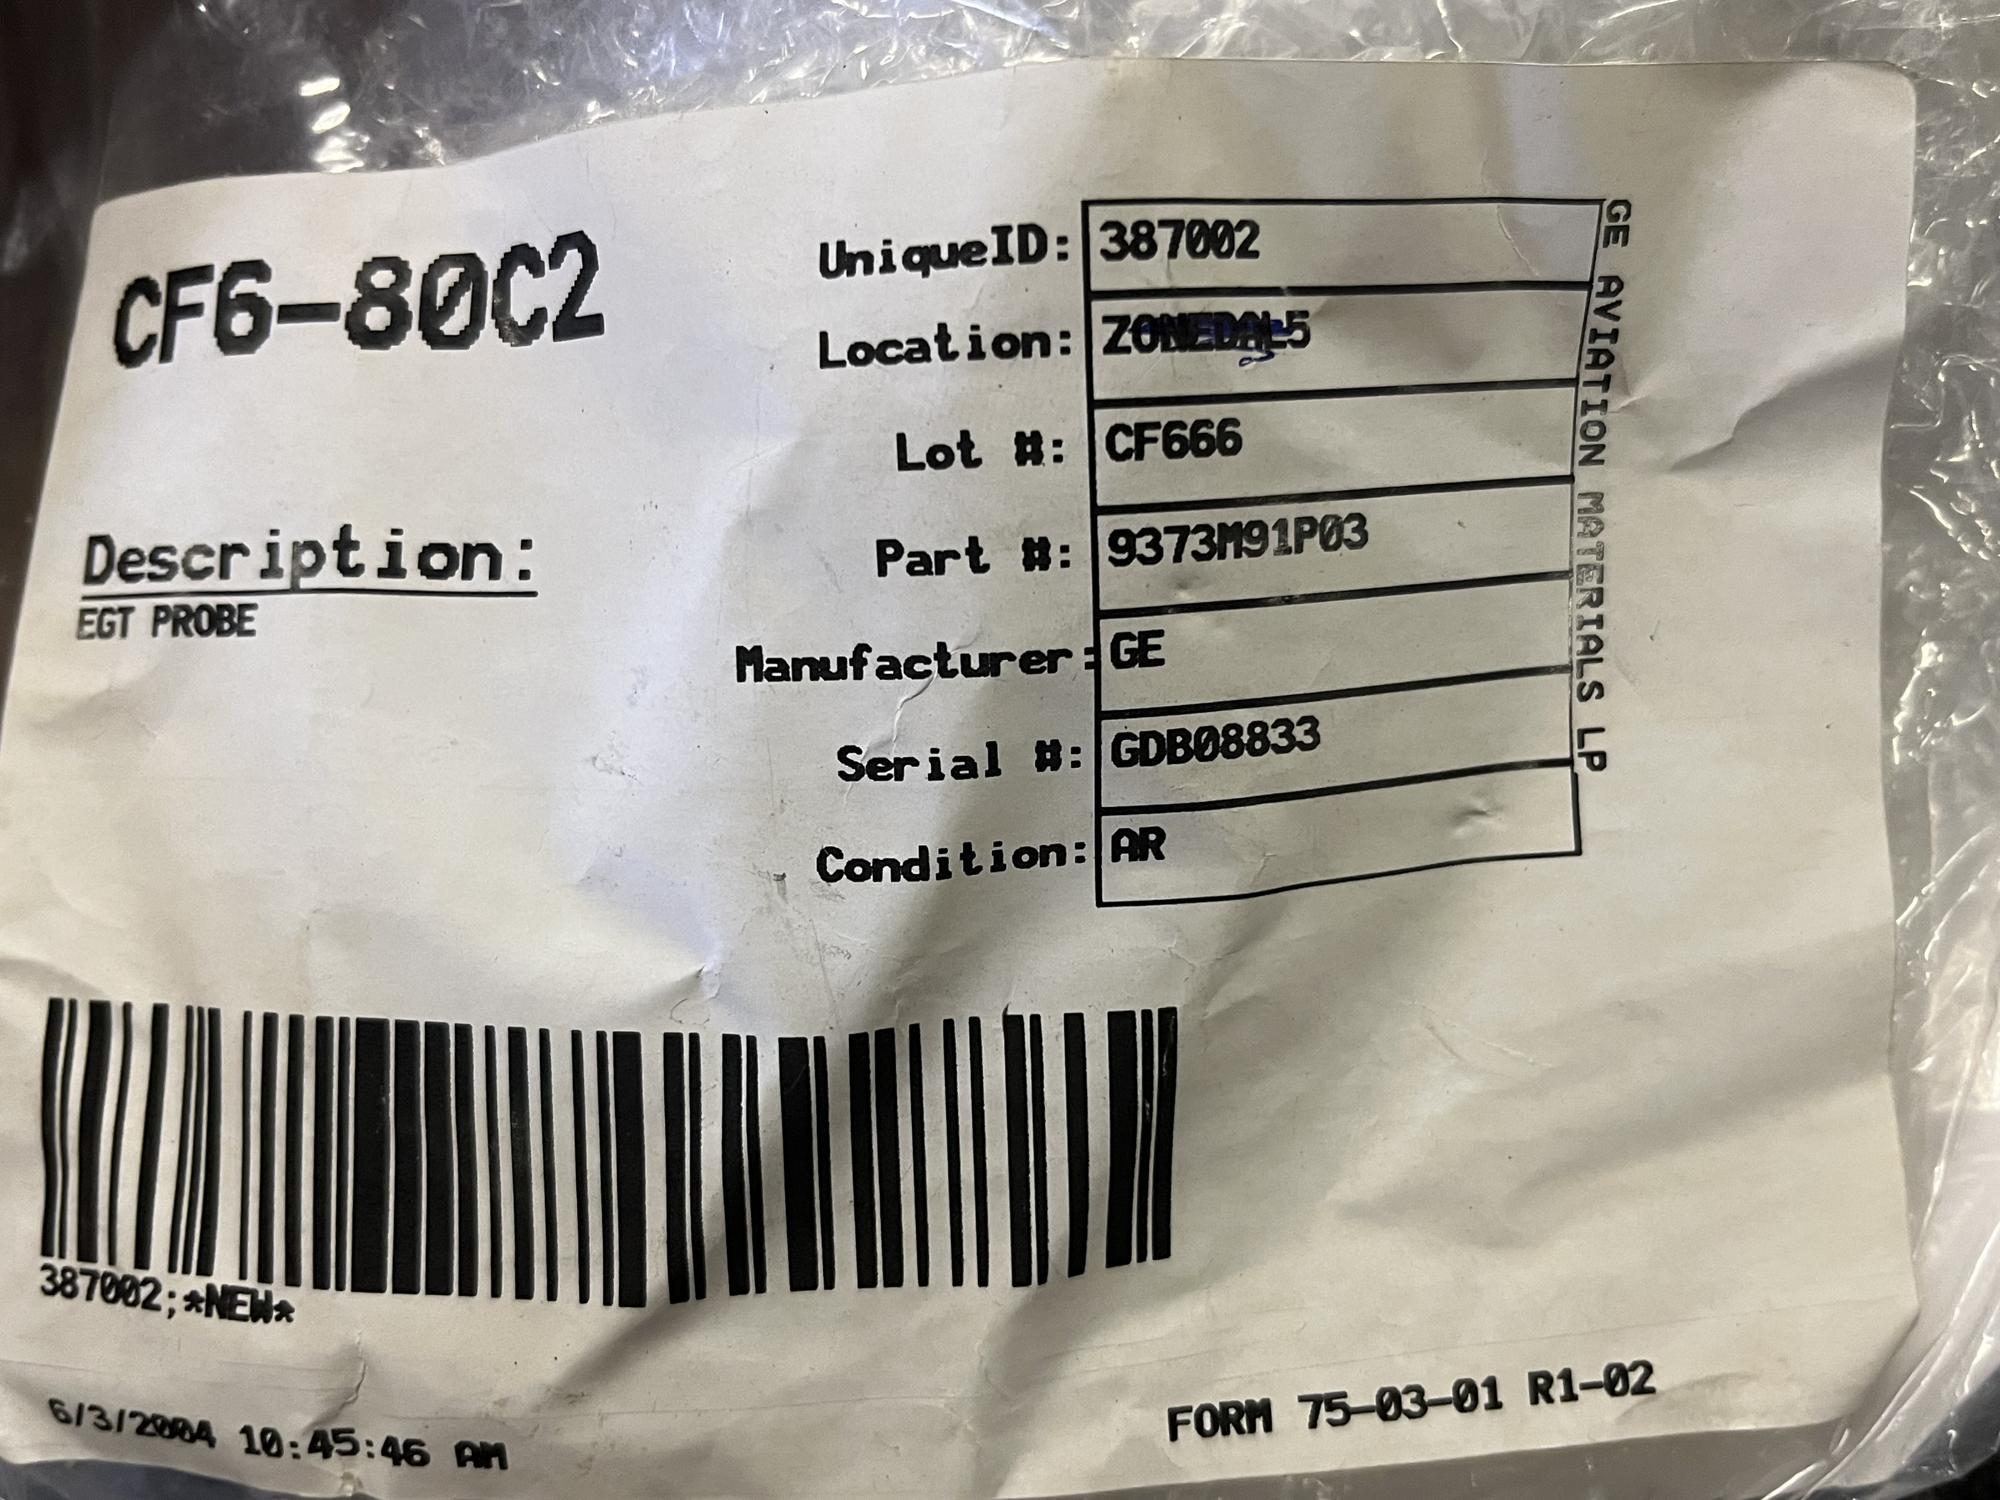 CF6-80C2
UniqueID: 387002
Location: ZONEDAL5
Lot #: CF666
Part #: 9373M91P03
Manufacturer: GE
Serial #: GDB08833
Condition: AR
GE AVIATION MATERIALS LP
Description:
EGT PROBE
387002;*NEW*
6/3/2004 10:45:46 AM
FORM 75-03-01 R1-02